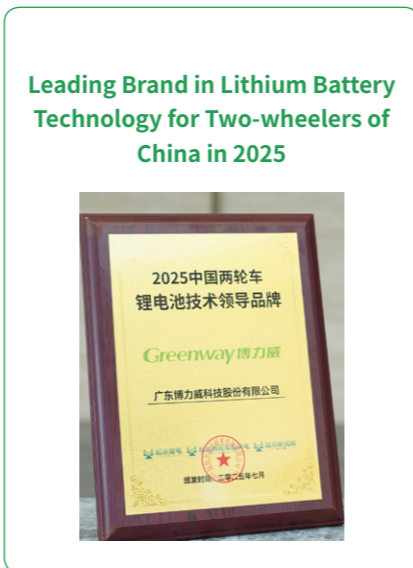 Leading Brand in Lithium Battery
Technology for Two-wheelers of
China in 2025
2025中国两轮车
锂电池技术领导品牌
Greenway博力威
广东博力威科技股份有限公司
颁发时间：二零二五年七月